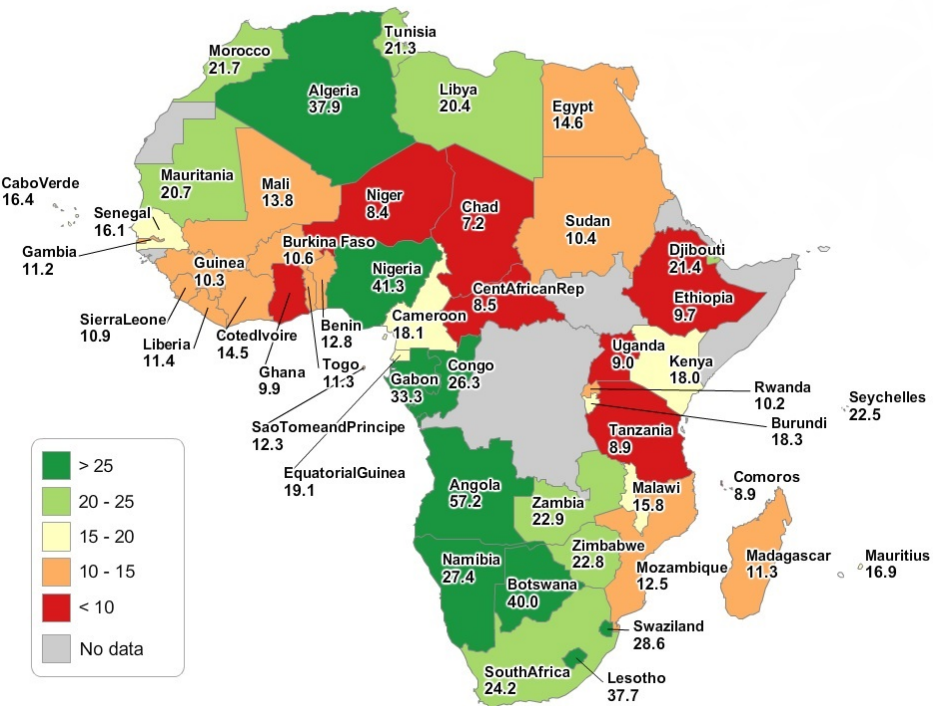 Tunisia
21.3
Morocco
21.7
Algeria
37.9
Libya
20.4
Egypt
14.6
Mauritania
20.7
CaboVerde
16.4
Mali
13.8
Niger
8.4
Chad
7.2
Sudan
10.4
Senegal
16.1
Gambia
11.2
Burkina Faso
10.6
Guinea
10.3
Nigeria
41.3
Djibouti
21.4
CentAfricanRep
8.5
Ethiopia
9.7
SierraLeone
10.9
Liberia
11.4
CotedIvoire
14.5
Ghana
9.9
Benin
12.8
Togo
11.3
Cameroon
18.1
Uganda
9.0
Kenya
18.0
Gabon
33.3
Congo
26.3
Rwanda
10.2
Burundi
18.3
Seychelles
22.5
SaoTomeandPrincipe
12.3
EquatorialGuinea
19.1
Tanzania
8.9
Angola
57.2
Zambia
22.9
Malawi
15.8
Comoros
8.9
Zimbabwe
22.8
Mozambique
12.5
Madagascar
11.3
Mauritius
16.9
Namibia
27.4
Botswana
40.0
Swaziland
28.6
SouthAfrica
24.2
Lesotho
37.7
> 25
20 - 25
15 - 20
10 - 15
< 10
No data